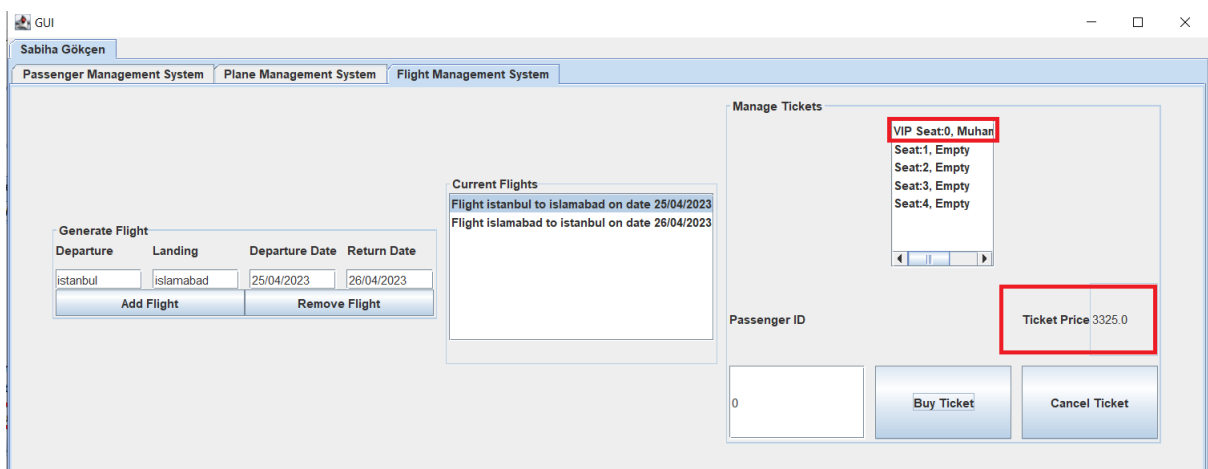 GUI
Sabiha Gökçen
Passenger Management System Plane Management System Flight Management System
Generate Flight
Departure Landing Departure Date Return Date
istanbul islamabad 25/04/2023 26/04/2023
Add Flight Remove Flight
Current Flights
Flight istanbul to islamabad on date 25/04/2023
Flight islamabad to istanbul on date 26/04/2023
Manage Tickets
VIP Seat:0, Muhar
Seat:1, Empty
Seat:2, Empty
Seat:3, Empty
Seat:4, Empty
Passenger ID Ticket Price 3325.0
0 Buy Ticket Cancel Ticket